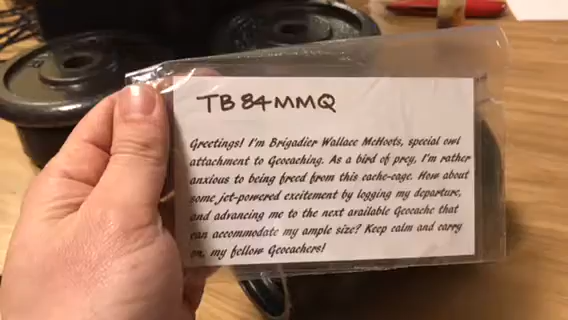 TB84MMQ
Greetings! I'm Brigadier Wallace McHoots, special owl
attachment to Geocaching. As a bird of prey, I'm rather
anxious to being freed from this cache-cage. How about
some jet-powered excitement by logging my departure,
and advancing me to the next available Geocache that
can accommodate my ample size? Keep calm and carry
on, my fellow Geocachers!